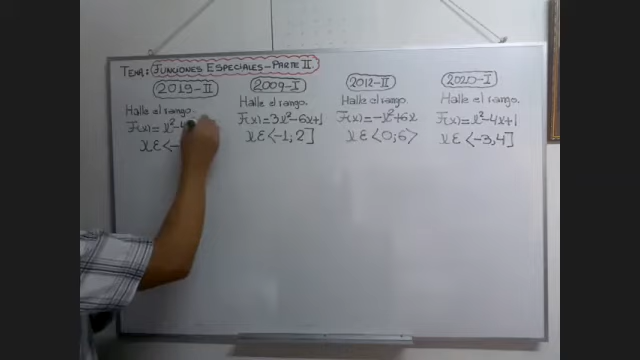 TEMA: FUNCIONES ESPECIALES - PARTE II.
2019-II
Halle el rango.
F(x)= x²-4
x ε <-
2009-I
Halle el rango.
F(x)=3x²-6x+1
x ε <-1,2]
2012-II
Halle el rango.
F(x)=-x²+6x
x ε <0;6>
2020-I
Halle el rango.
F(x)=x²-4x+1
x ε <-3,4]